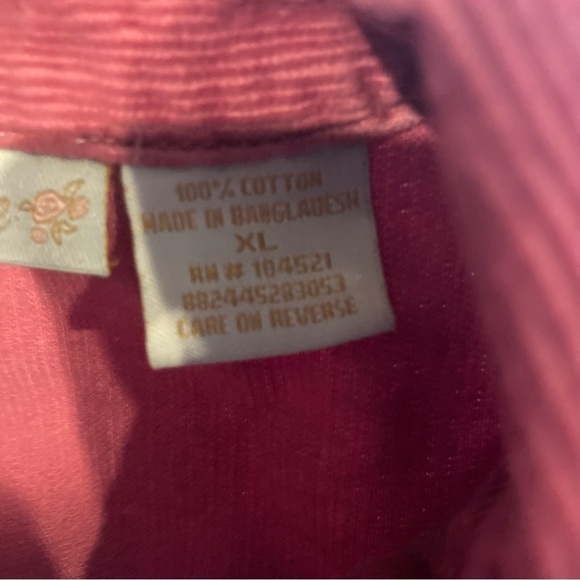 100% COTTON
MADE IN BANGLADESH
XL
RN # 104521
882445283053
CARE ON REVERSE